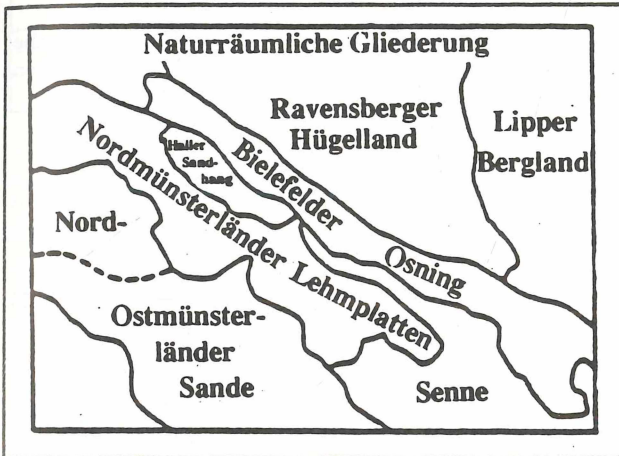 Naturräumliche Gliederung
Ravensberger
Hügelland
Lipper
Bergland
Haller
Sand-
hang
Bielefelder
Osning
Nordmünsterländer Lehmplatten
Nord-
Ostmünster-
länder
Sande
Senne